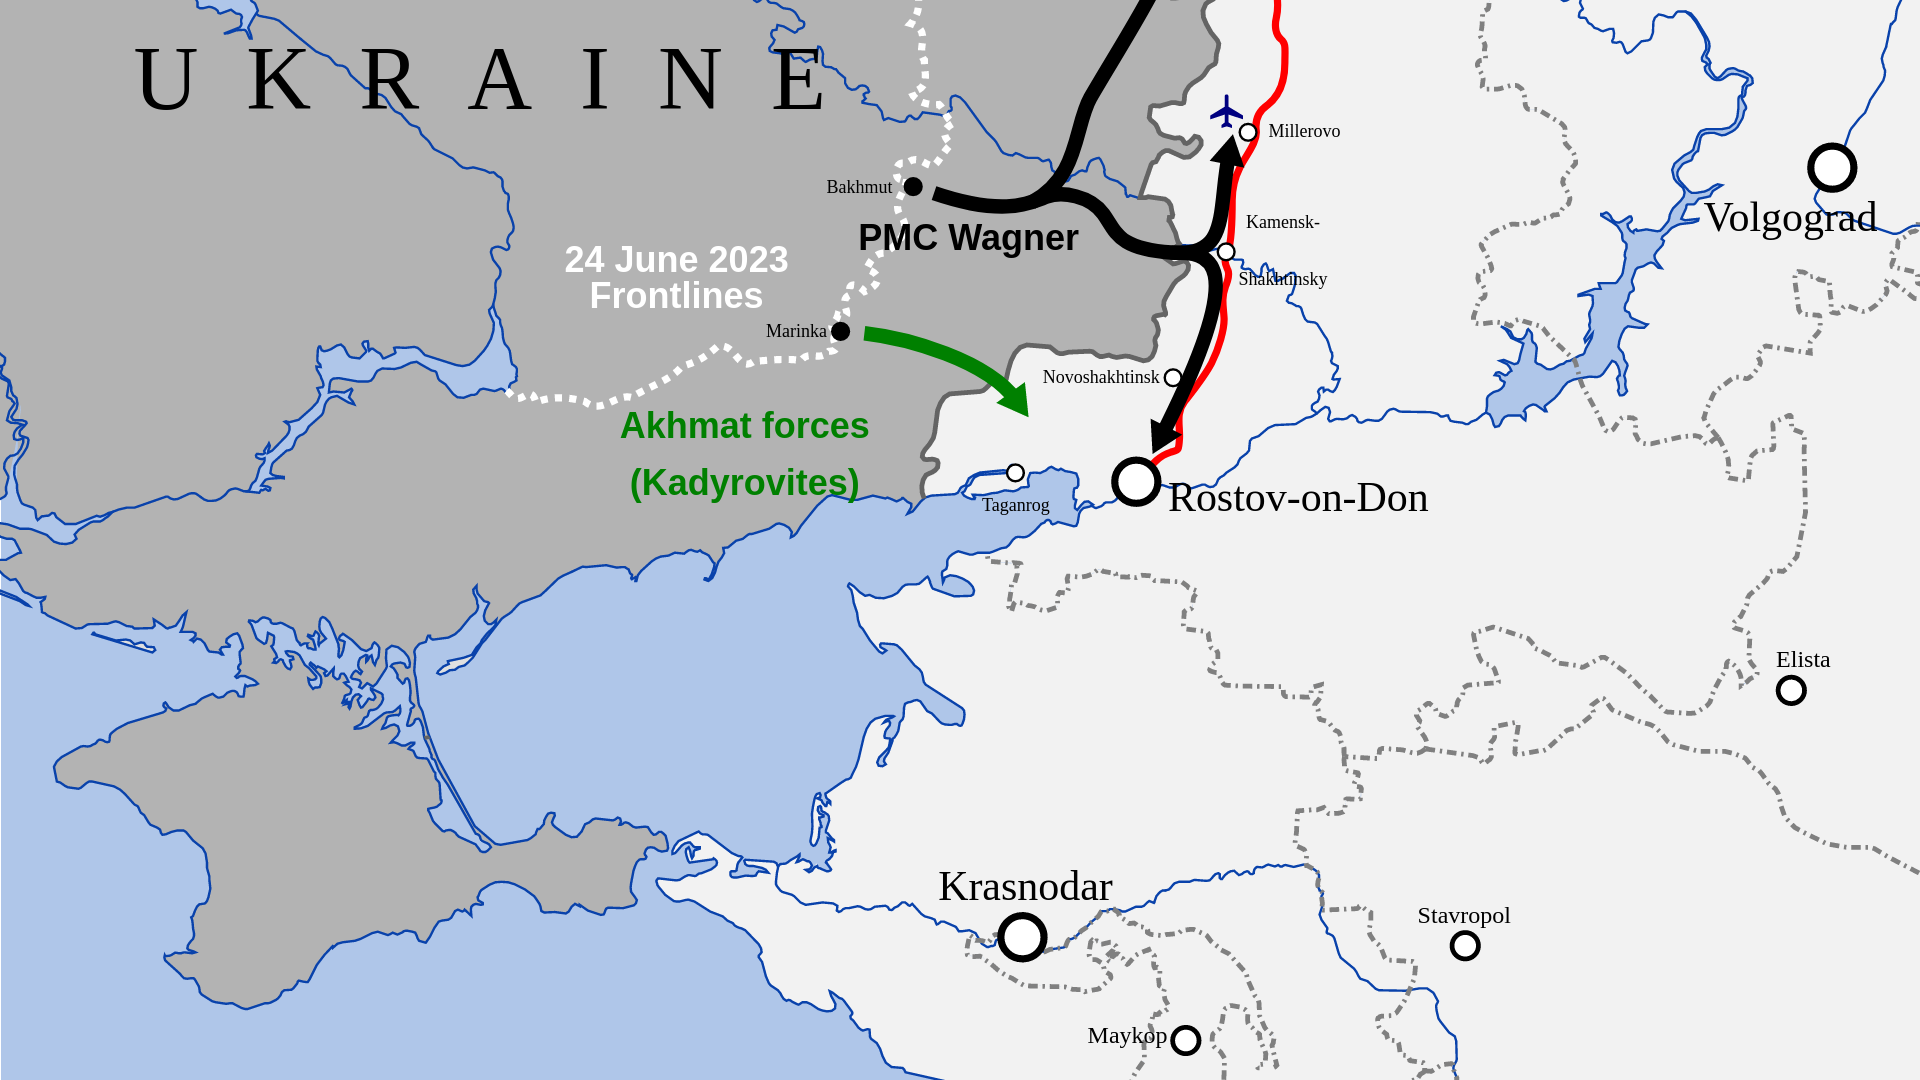 UKRAINE
Millerovo
Bakhmut
Volgograd
Kamensk-
Shakhtinsky
PMC Wagner
24 June 2023
Frontlines
Marinka
Novoshakhtinsk
Akhmat forces
(Kadyrovites)
Taganrog
Rostov-on-Don
Elista
Krasnodar
Stavropol
Maykop